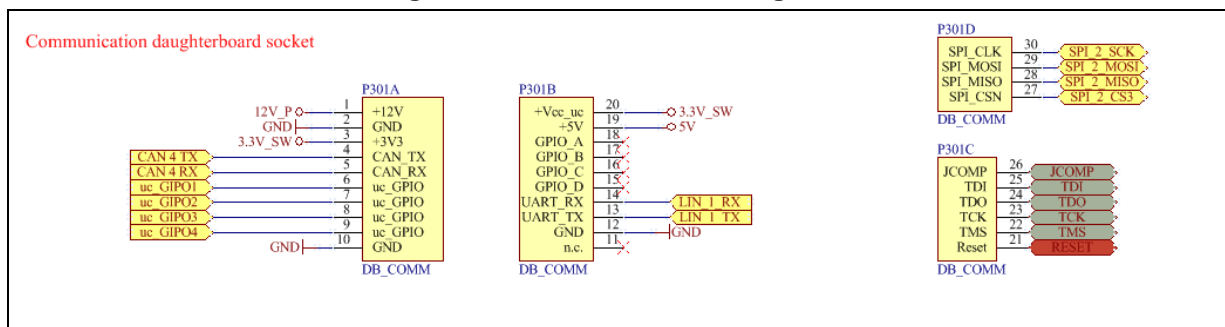 Communication daughterboard socket
P301A
12V_P 1 +12V
GND 2 GND
3.3V_SW 3 +3V3
CAN 4 TX 4 CAN_TX
CAN 4 RX 5 CAN_RX
uc_GIPO1 6 uc_GPIO
uc_GIPO2 7 uc_GPIO
uc_GIPO3 8 uc_GPIO
uc_GIPO4 9 uc_GPIO
GND 10 GND
DB_COMM
P301B
+Vcc_uc 20 3.3V_SW
+5V 19 5V
GPIO_A 18
GPIO_B 17
GPIO_C 16
GPIO_D 15
UART_RX 14 LIN_1_RX
UART_TX 13 LIN_1_TX
GND 12 GND
n.c. 11
DB_COMM
P301D
SPI_CLK 30 SPI_2_SCK
SPI_MOSI 29 SPI_2_MOSI
SPI_MISO 28 SPI_2_MISO
SPI_CSN 27 SPI_2_CS3
DB_COMM
P301C
JCOMP 26 JCOMP
TDI 25 TDI
TDO 24 TDO
TCK 23 TCK
TMS 22 TMS
Reset 21 RESET
DB_COMM